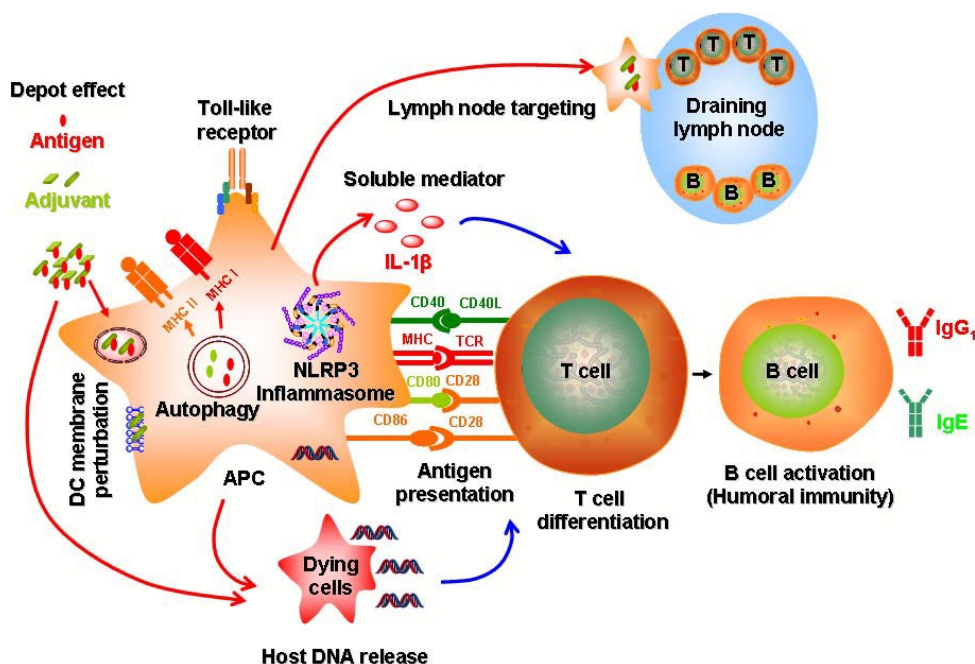 Depot effect
Antigen
Adjuvant
Toll-like
receptor
Lymph node targeting
T
T
T
T
Draining
lymph node
B
B
B
Soluble mediator
IL-1β
MHC I
MHC II
Autophagy
NLRP3
Inflammasome
DC membrane
perturbation
APC
CD40 CD40L
MHC TCR
CD80 CD28
CD86 CD28
Antigen
presentation
T cell
T cell
differentiation
B cell
B cell activation
(Humoral immunity)
IgG₁
IgE
Dying
cells
Host DNA release